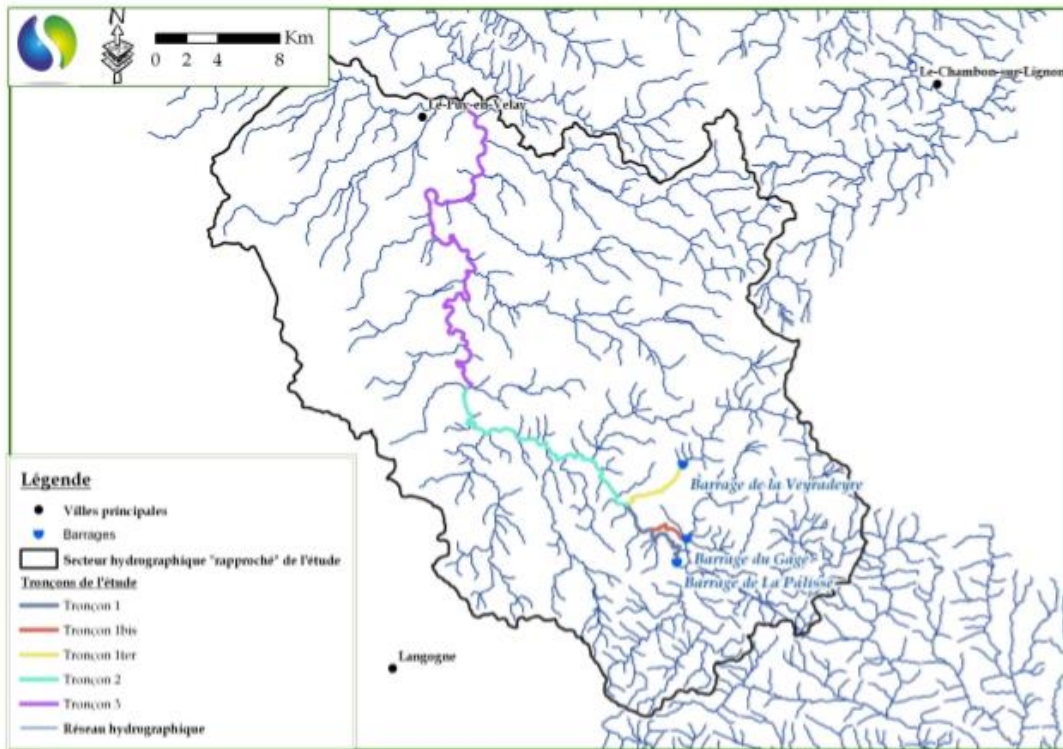 N
Km
0 2 4 8
Le-Chambon-sur-Lignon
Le-Puy-en-Velay
Barrage de la Veyradeyre
Barrage du Gage
Barrage de La Palisse
Langogne
Légende
Villes principales
Barrages
Secteur hydrographique "rapproché" de l'étude
Tronçons de l'étude
Tronçon 1
Tronçon 1bis
Tronçon 1ter
Tronçon 2
Tronçon 3
Réseau hydrographique